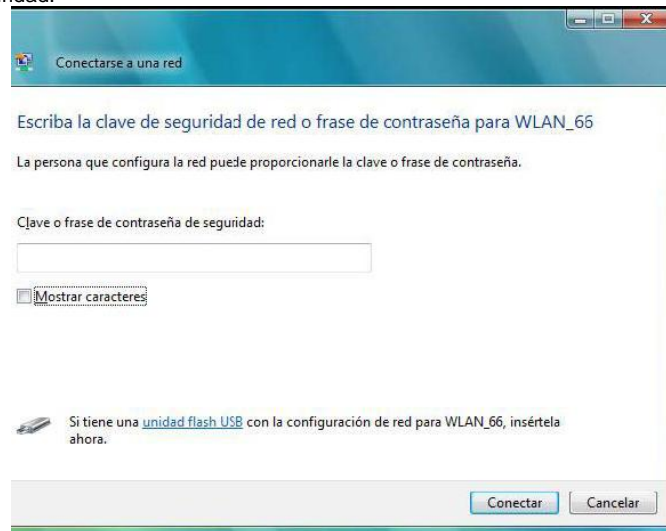 Conectarse a una red
Escriba la clave de seguridad de red o frase de contraseña para WLAN_66
La persona que configura la red puede proporcionarle la clave o frase de contraseña.
Clave o frase de contraseña de seguridad:
Mostrar caracteres
Si tiene una unidad flash USB con la configuración de red para WLAN_66, insértela
ahora.
Conectar Cancelar